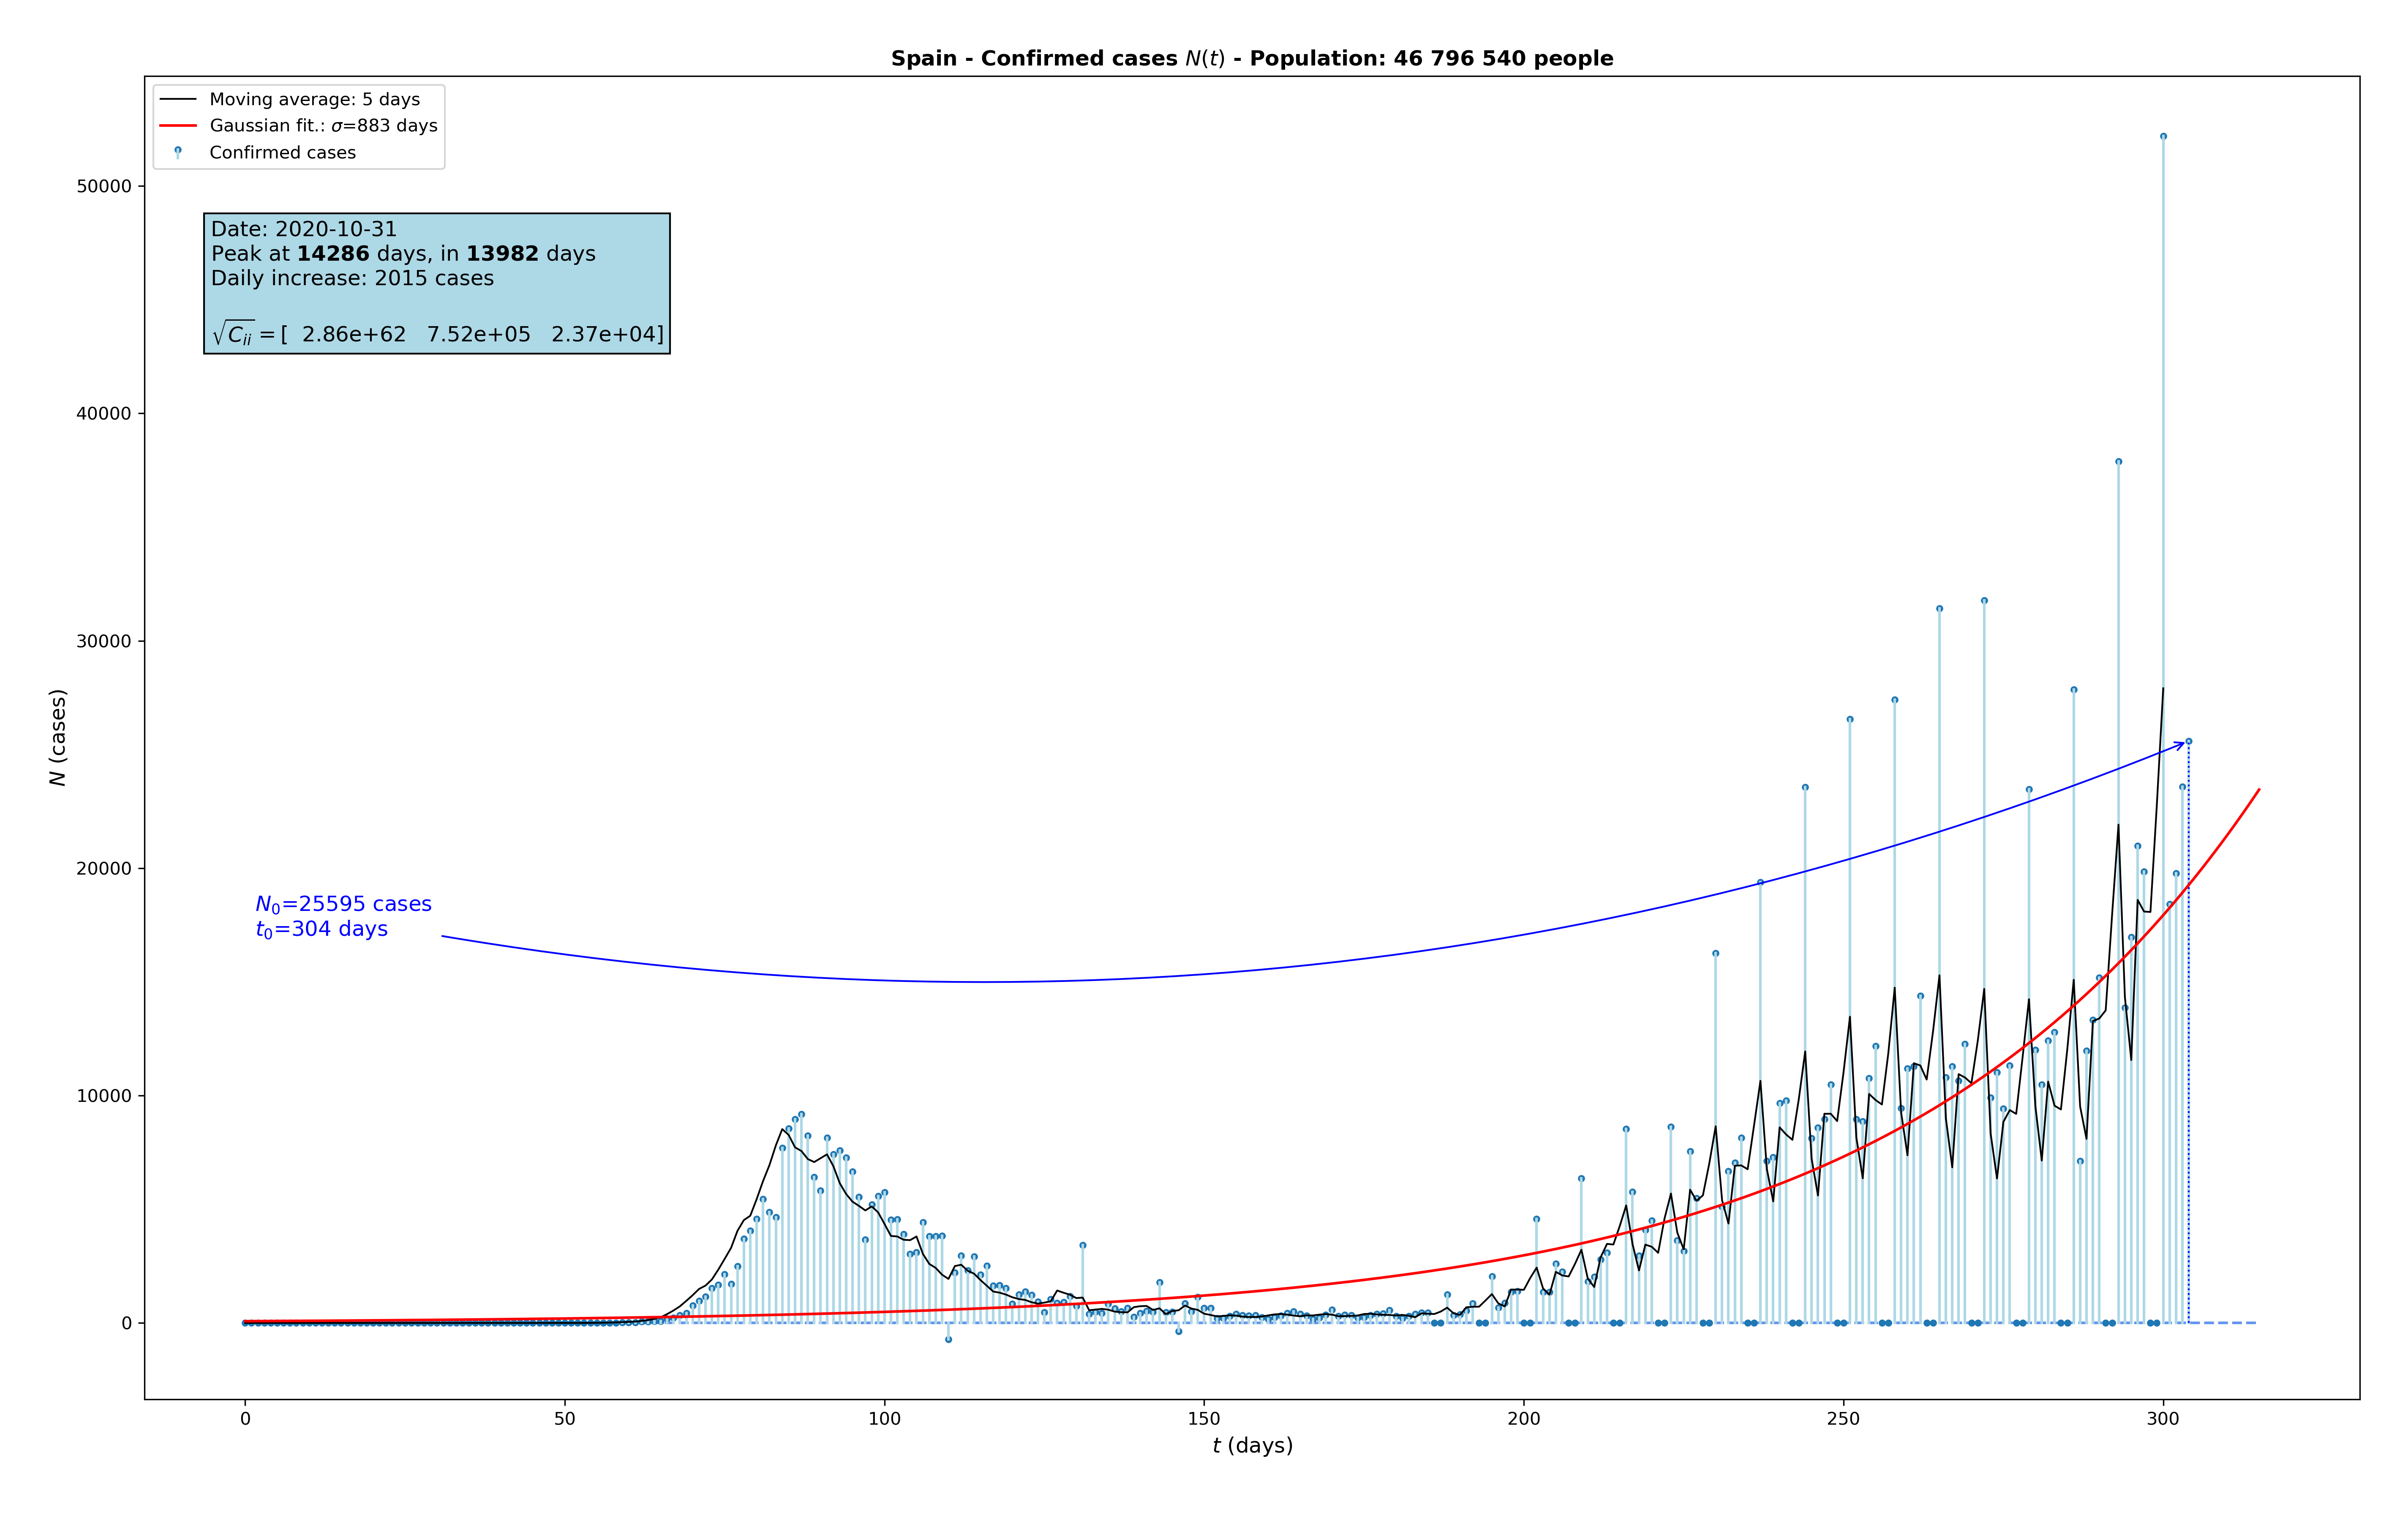 Spain - Confirmed cases N(t) - Population: 46 796 540 people
Moving average: 5 days
Gaussian fit.: σ=883 days
Confirmed cases
Date: 2020-10-31
Peak at 14286 days, in 13982 days
Daily increase: 2015 cases
√Cᵢᵢ = [ 2.86e+62 7.52e+05 2.37e+04]
N₀=25595 cases
t₀=304 days
N (cases)
50000
40000
30000
20000
10000
0
0 50 100 150 200 250 300
t (days)